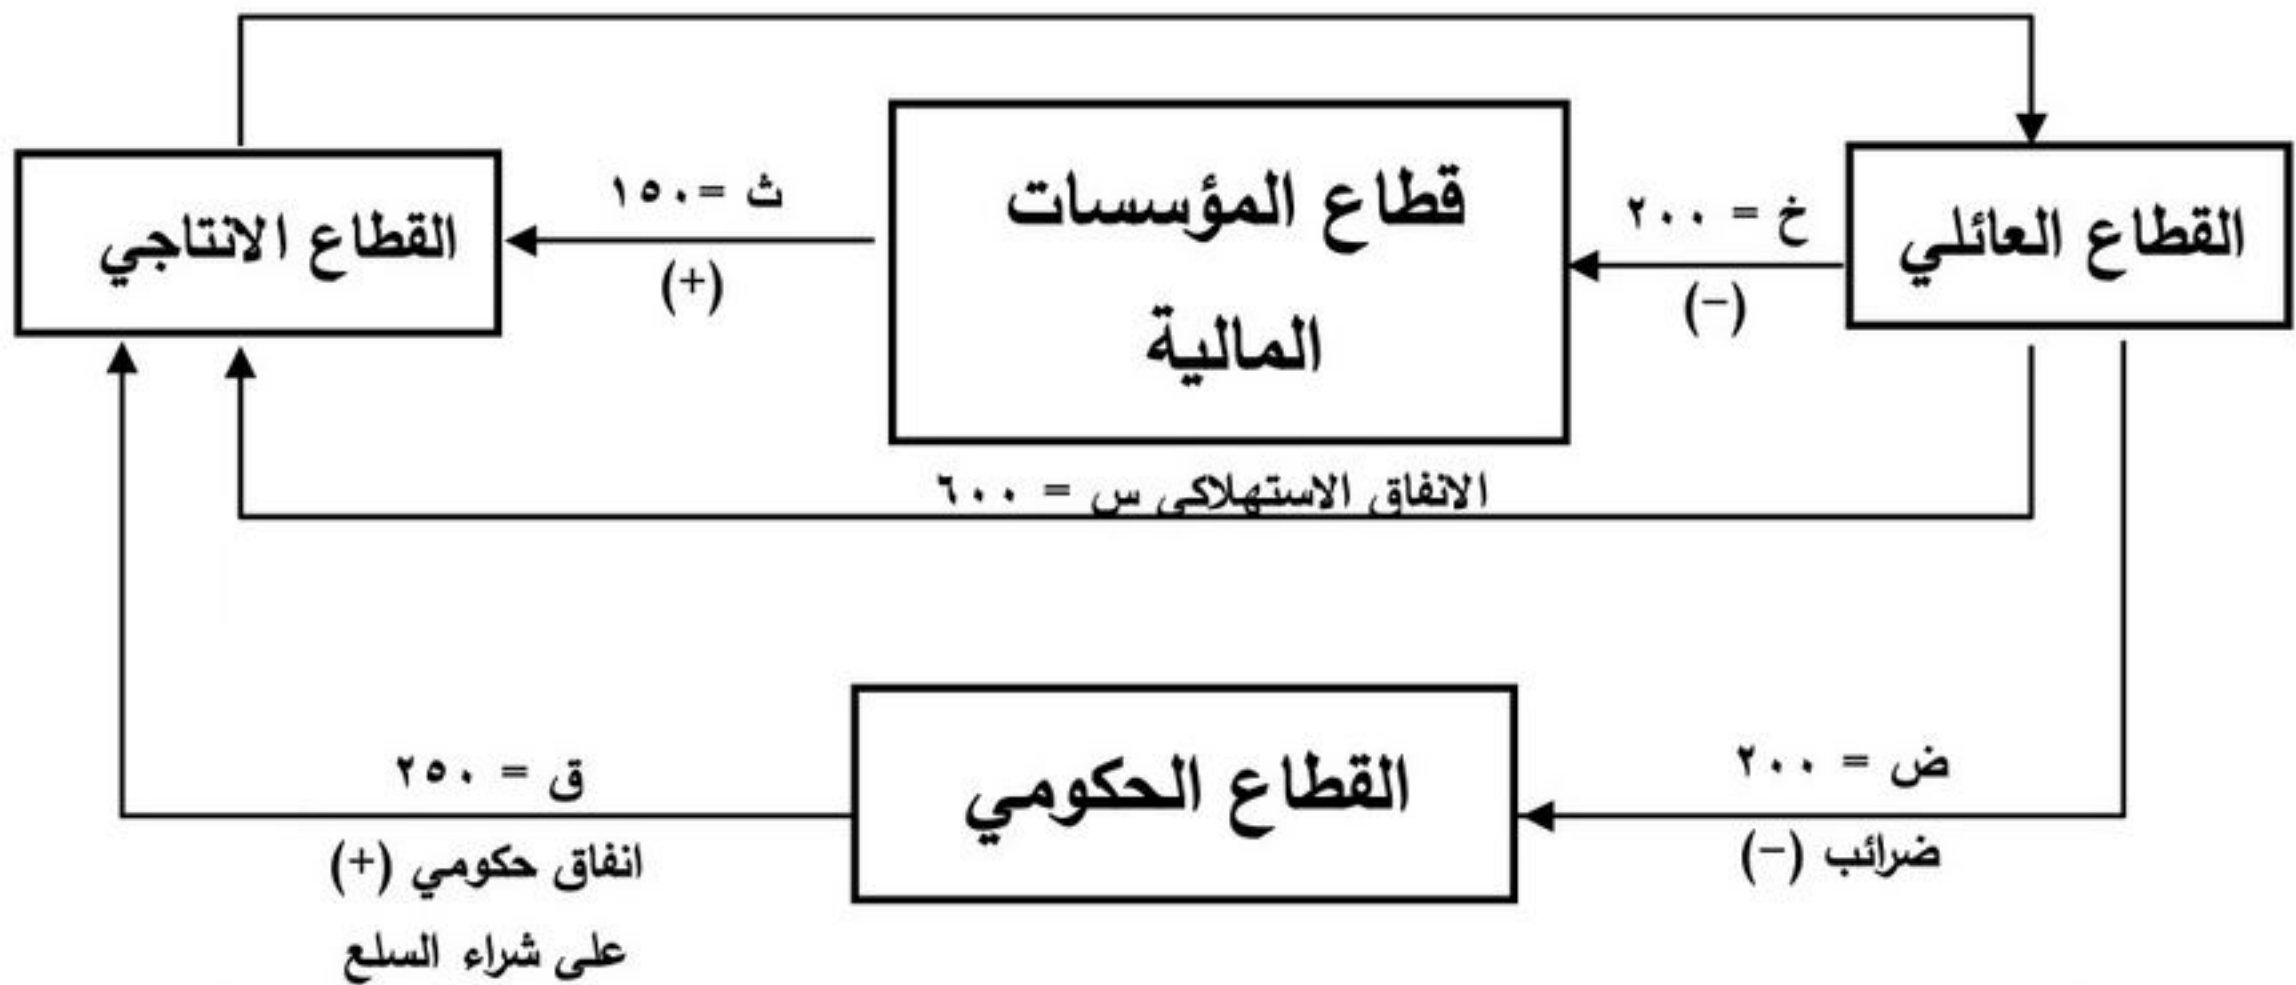 القطاع العائلي
خ = ٢٠٠
(−)
قطاع المؤسسات
المالية
ث = ١٥٠
(+)
القطاع الانتاجي
الانفاق الاستهلاكي س = ٦٠٠
ض = ٢٠٠
ضرائب (−)
القطاع الحكومي
ق = ٢٥٠
انفاق حكومي (+)
على شراء السلع